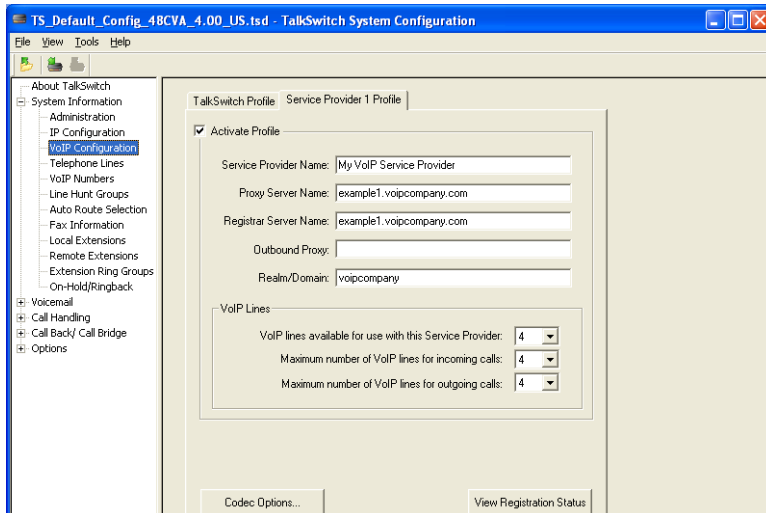 TS_Default_Config_48CVA_4.00_US.tsd - TalkSwitch System Configuration
File View Tools Help
About TalkSwitch
System Information
Administration
IP Configuration
VoIP Configuration
Telephone Lines
VoIP Numbers
Line Hunt Groups
Auto Route Selection
Fax Information
Local Extensions
Remote Extensions
Extension Ring Groups
On-Hold/Ringback
Voicemail
Call Handling
Call Back/ Call Bridge
Options
TalkSwitch Profile Service Provider 1 Profile
Activate Profile
Service Provider Name: My VoIP Service Provider
Proxy Server Name: example1.voipcompany.com
Registrar Server Name: example1.voipcompany.com
Outbound Proxy:
Realm/Domain: voipcompany
VoIP Lines
VoIP lines available for use with this Service Provider: 4
Maximum number of VoIP lines for incoming calls: 4
Maximum number of VoIP lines for outgoing calls: 4
Codec Options... View Registration Status